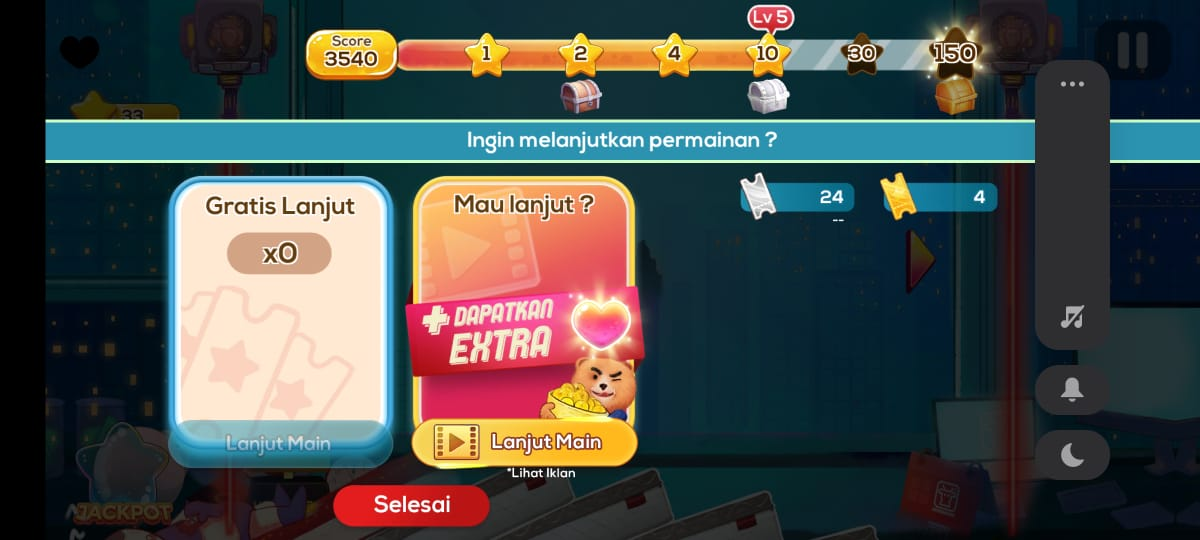 Lv 5
Score
3540
1
2
4
10
30
150
33
Ingin melanjutkan permainan ?
Gratis Lanjut
x0
Lanjut Main
Mau lanjut ?
+ DAPATKAN
EXTRA
Lanjut Main
*Lihat Iklan
24
--
4
Selesai
JACKPOT